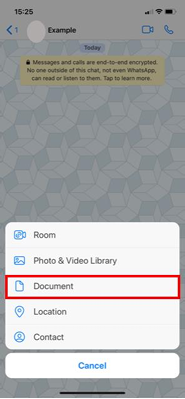 15:25
1 Example
Today
Messages and calls are end-to-end encrypted.
No one outside of this chat, not even WhatsApp,
can read or listen to them. Tap to learn more.
Room
Photo & Video Library
Document
Location
Contact
Cancel